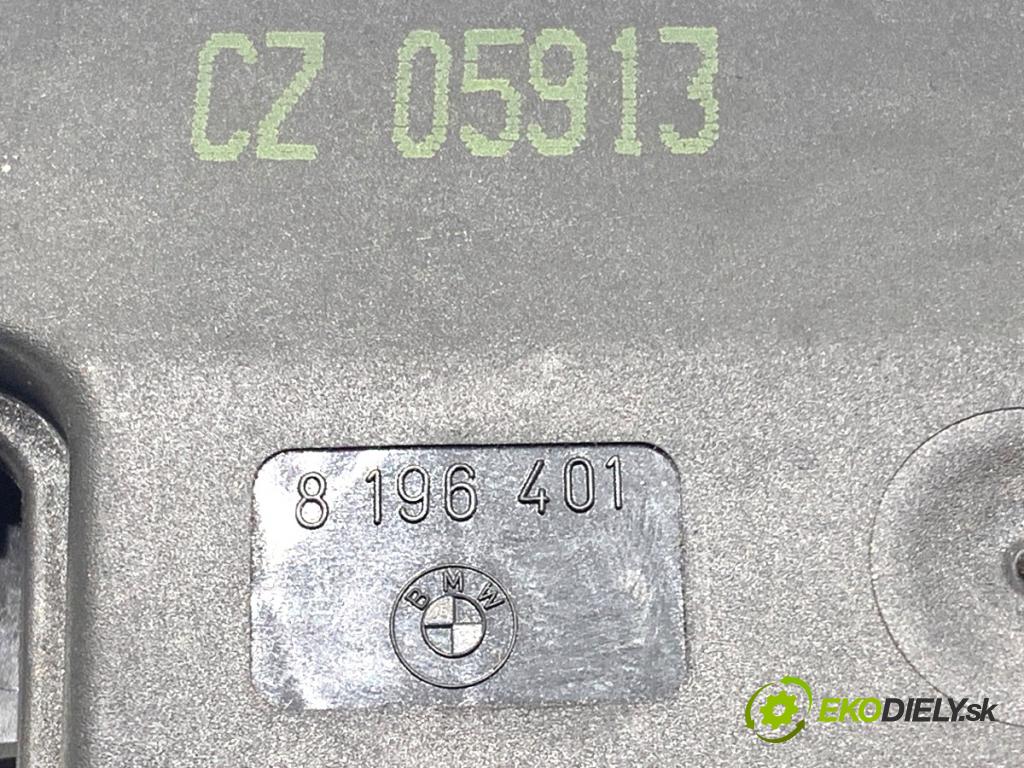 CZ 05913
8 196 401
BMW
EKODIELY.sk